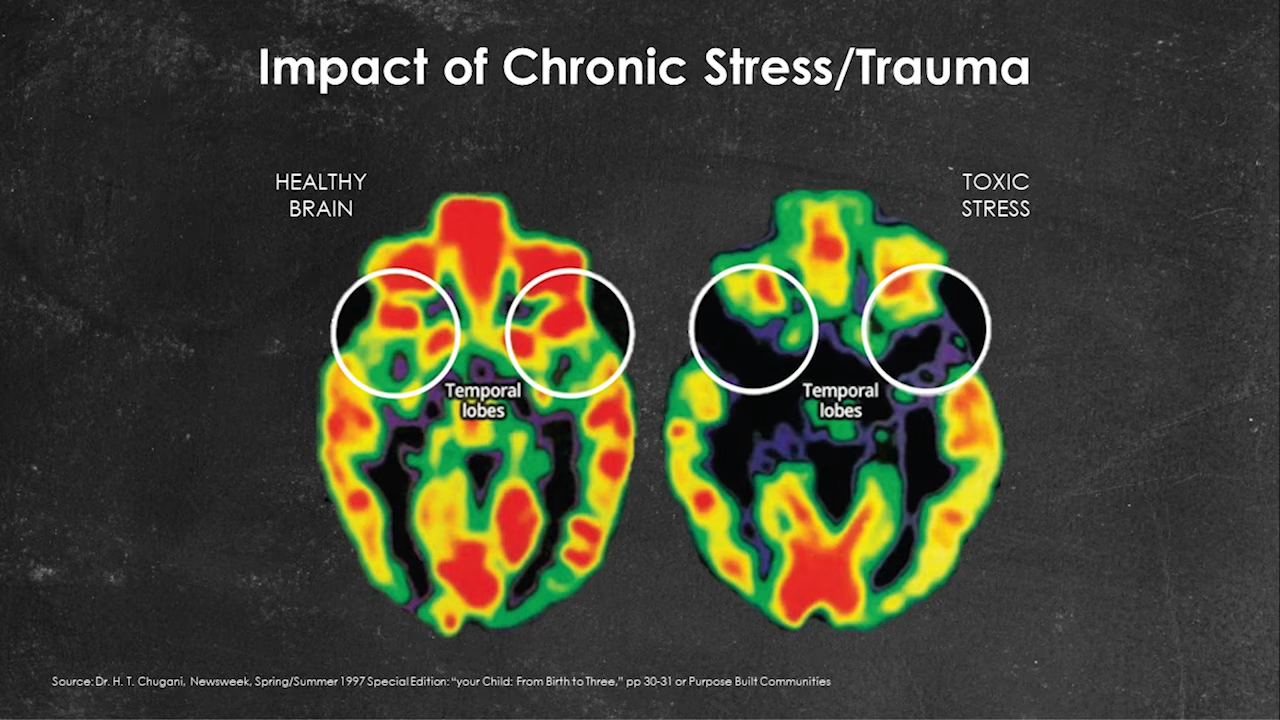 Impact of Chronic Stress/Trauma
HEALTHY
BRAIN
TOXIC
STRESS
Temporal
lobes
Temporal
lobes
Source: Dr. H. T. Chugani, Newsweek, Spring/Summer 1997 Special Edition: “your Child: From Birth to Three,” pp 30-31 or Purpose Built Communities